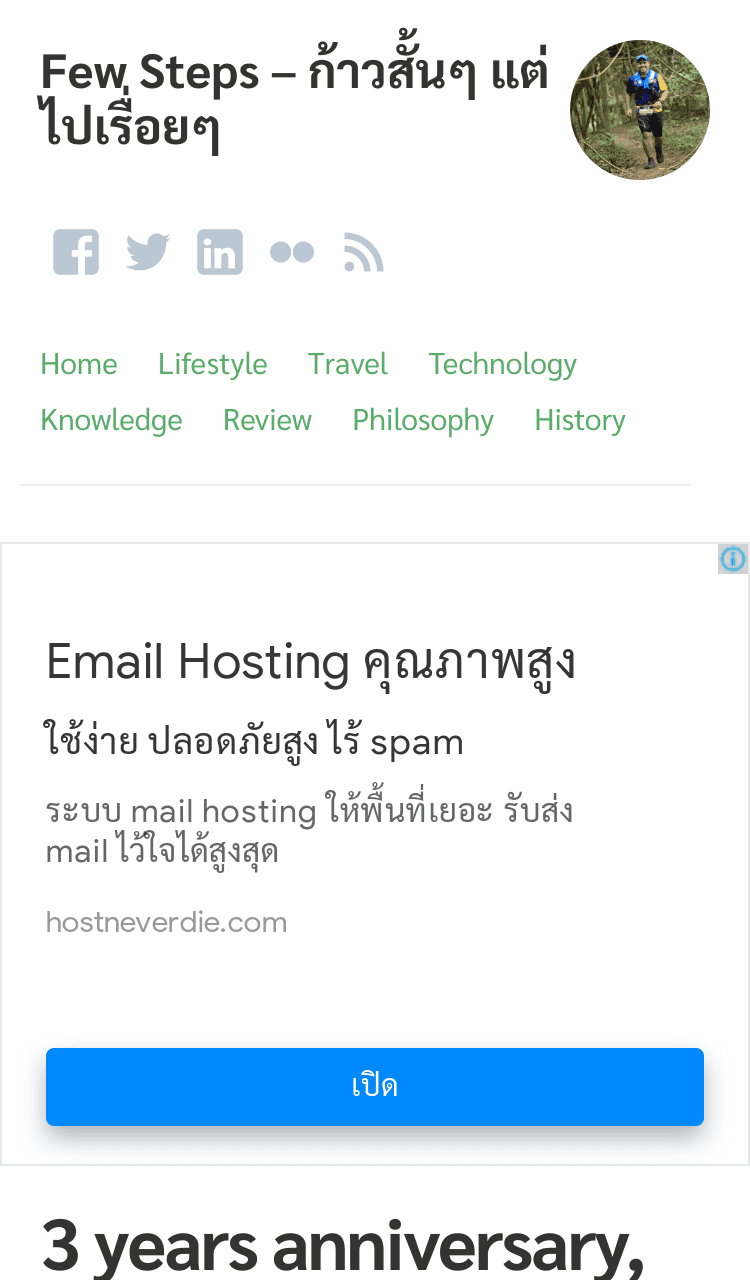 Few Steps – ก้าวสั้นๆ แต่
ไปเรื่อยๆ
Home Lifestyle Travel Technology
Knowledge Review Philosophy History
Email Hosting คุณภาพสูง
ใช้ง่าย ปลอดภัยสูง ไร้ spam
ระบบ mail hosting ให้พื้นที่เยอะ รับส่ง
mail ไว้ใจได้สูงสุด
hostneverdie.com
เปิด
3 years anniversary,